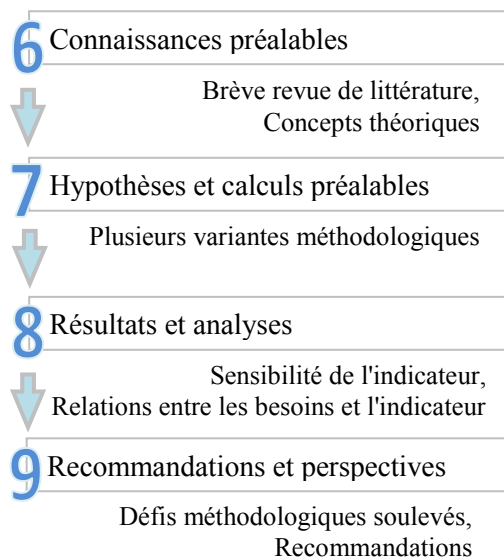 6 Connaissances préalables
Brève revue de littérature,
Concepts théoriques
7 Hypothèses et calculs préalables
Plusieurs variantes méthodologiques
8 Résultats et analyses
Sensibilité de l'indicateur,
Relations entre les besoins et l'indicateur
9 Recommandations et perspectives
Défis méthodologiques soulevés,
Recommandations